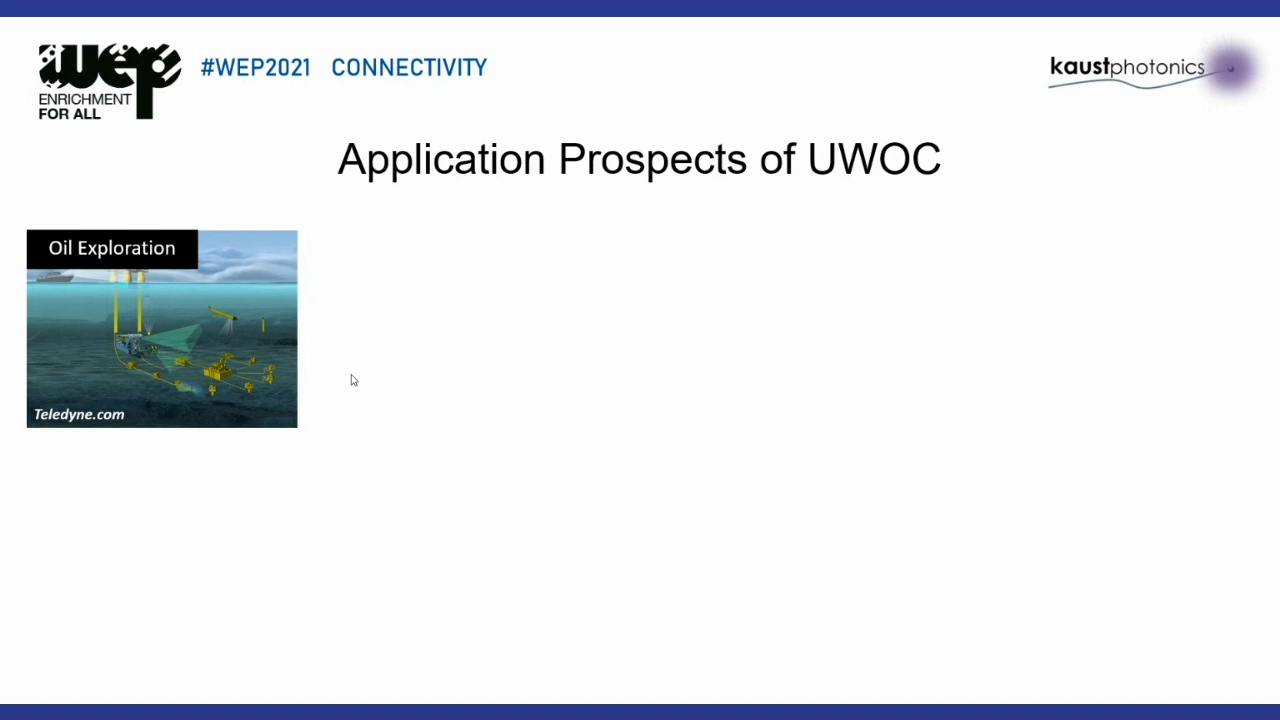 wep
ENRICHMENT
FOR ALL
#WEP2021 CONNECTIVITY
kaustphotonics
Application Prospects of UWOC
Oil Exploration
Teledyne.com